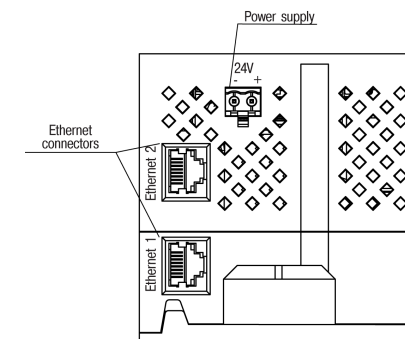 Power supply
24V
- +
Ethernet
connectors
Ethernet 2
Ethernet 1